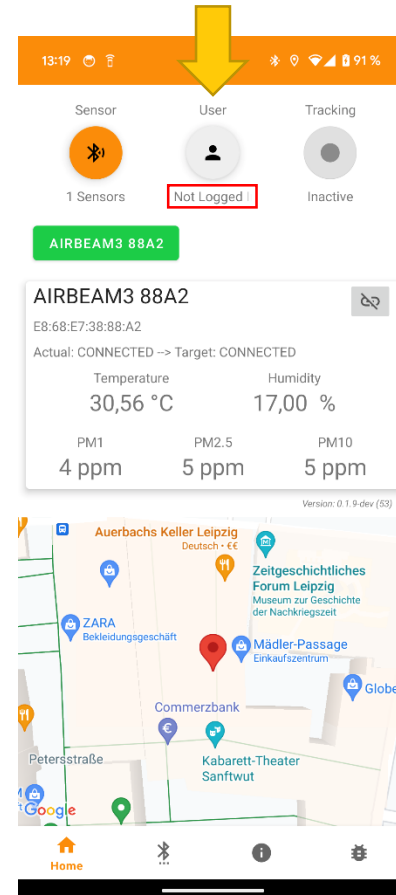 13:19
91 %
Sensor User Tracking
1 Sensors Not Logged Inactive
AIRBEAM3 88A2
AIRBEAM3 88A2
E8:68:E7:38:88:A2
Actual: CONNECTED --> Target: CONNECTED
Temperature Humidity
30,56 °C 17,00 %
PM1 PM2.5 PM10
4 ppm 5 ppm 5 ppm
Version: 0.1.9-dev (53)
Auerbachs Keller Leipzig
Deutsch • €€
Zeitgeschichtliches
Forum Leipzig
Museum zur Geschichte
der Nachkriegszeit
ZARA
Bekleidungsgeschäft
Mädler-Passage
Einkaufszentrum
Globe
Commerzbank
€
Petersstraße
Kabarett-Theater
Sanftwut
Google
Home